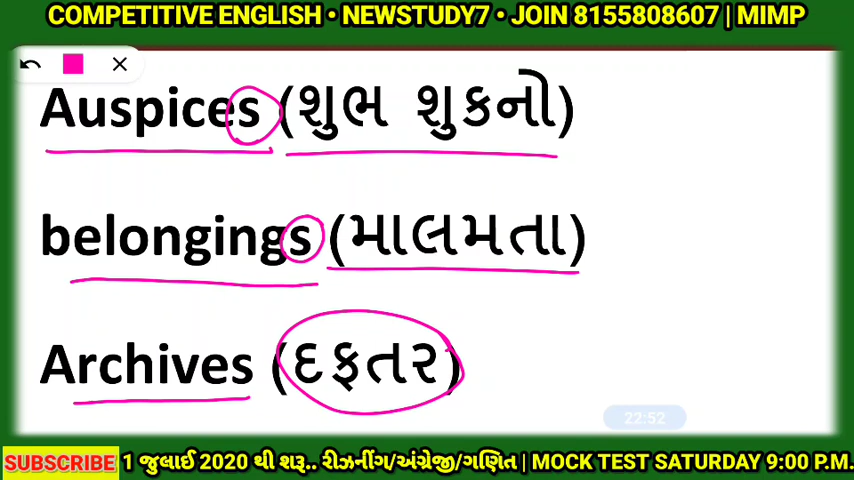 COMPETITIVE ENGLISH • NEWSTUDY7 • JOIN 8155808607 | MIMP
Auspices (શુભ શુકનો)
belongings (માલમતા)
Archives (દફતર)
22:52
SUBSCRIBE 1 જુલાઈ 2020 થી શરૂ.. રીઝનીંગ/અંગ્રેજી/ગણિત | MOCK TEST SATURDAY 9:00 P.M.